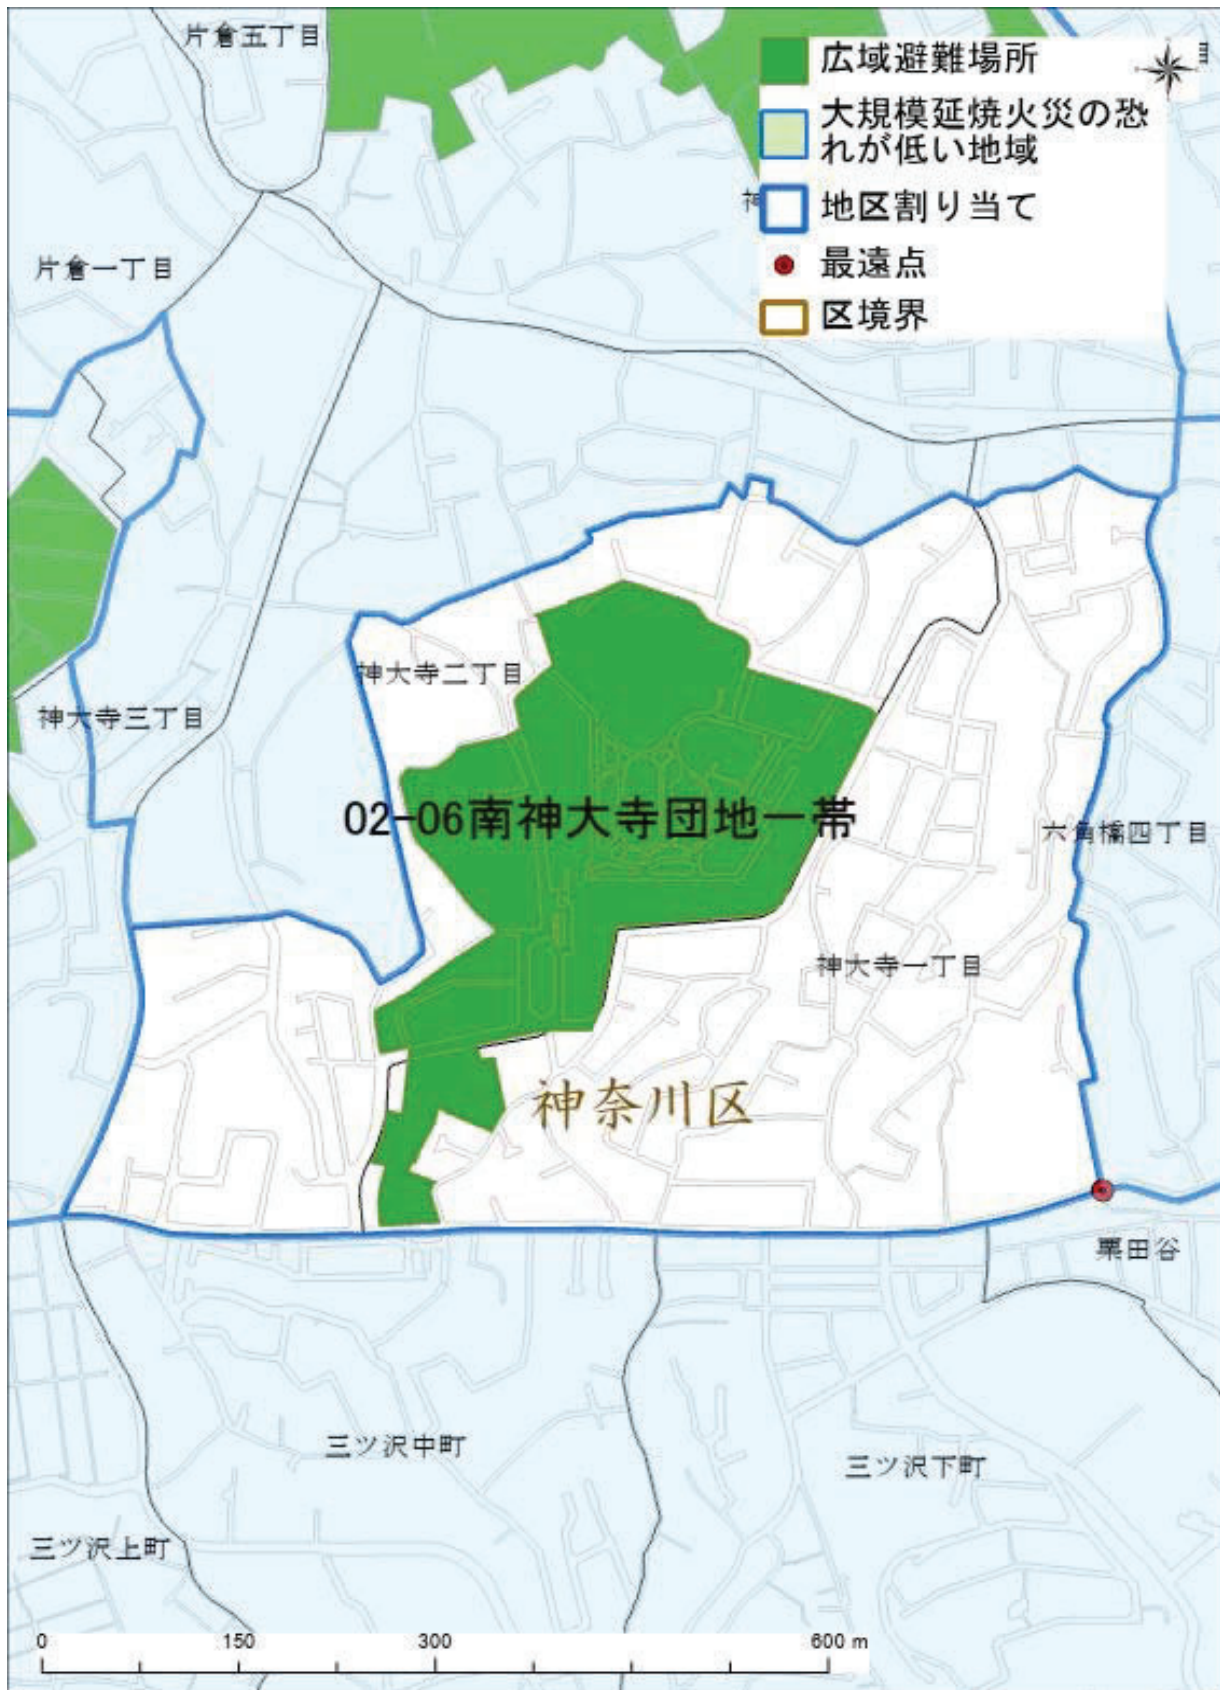 片倉五丁目
広域避難場所
大規模延焼火災の恐
れが低い地域
地区割り当て
最遠点
区境界
神
目
片倉一丁目
神大寺二丁目
神大寺三丁目
02-06南神大寺団地一帯
六角橋四丁目
神大寺一丁目
神奈川区
栗田谷
三ツ沢中町
三ツ沢下町
三ツ沢上町
0 150 300 600 m